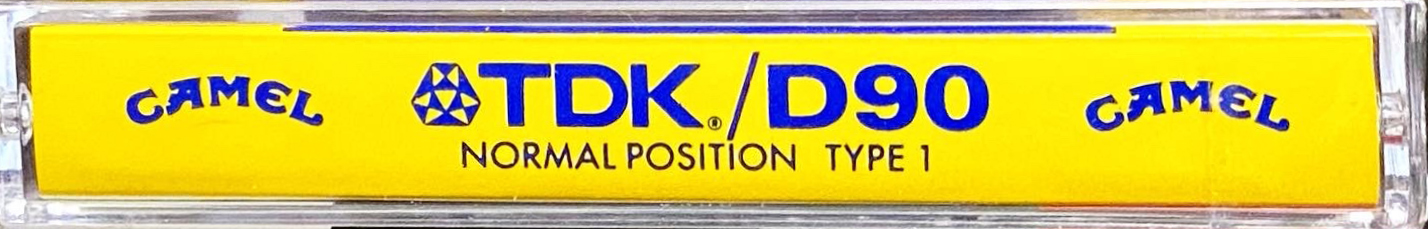 CAMEL TDK®/D90 CAMEL
NORMAL POSITION TYPE 1